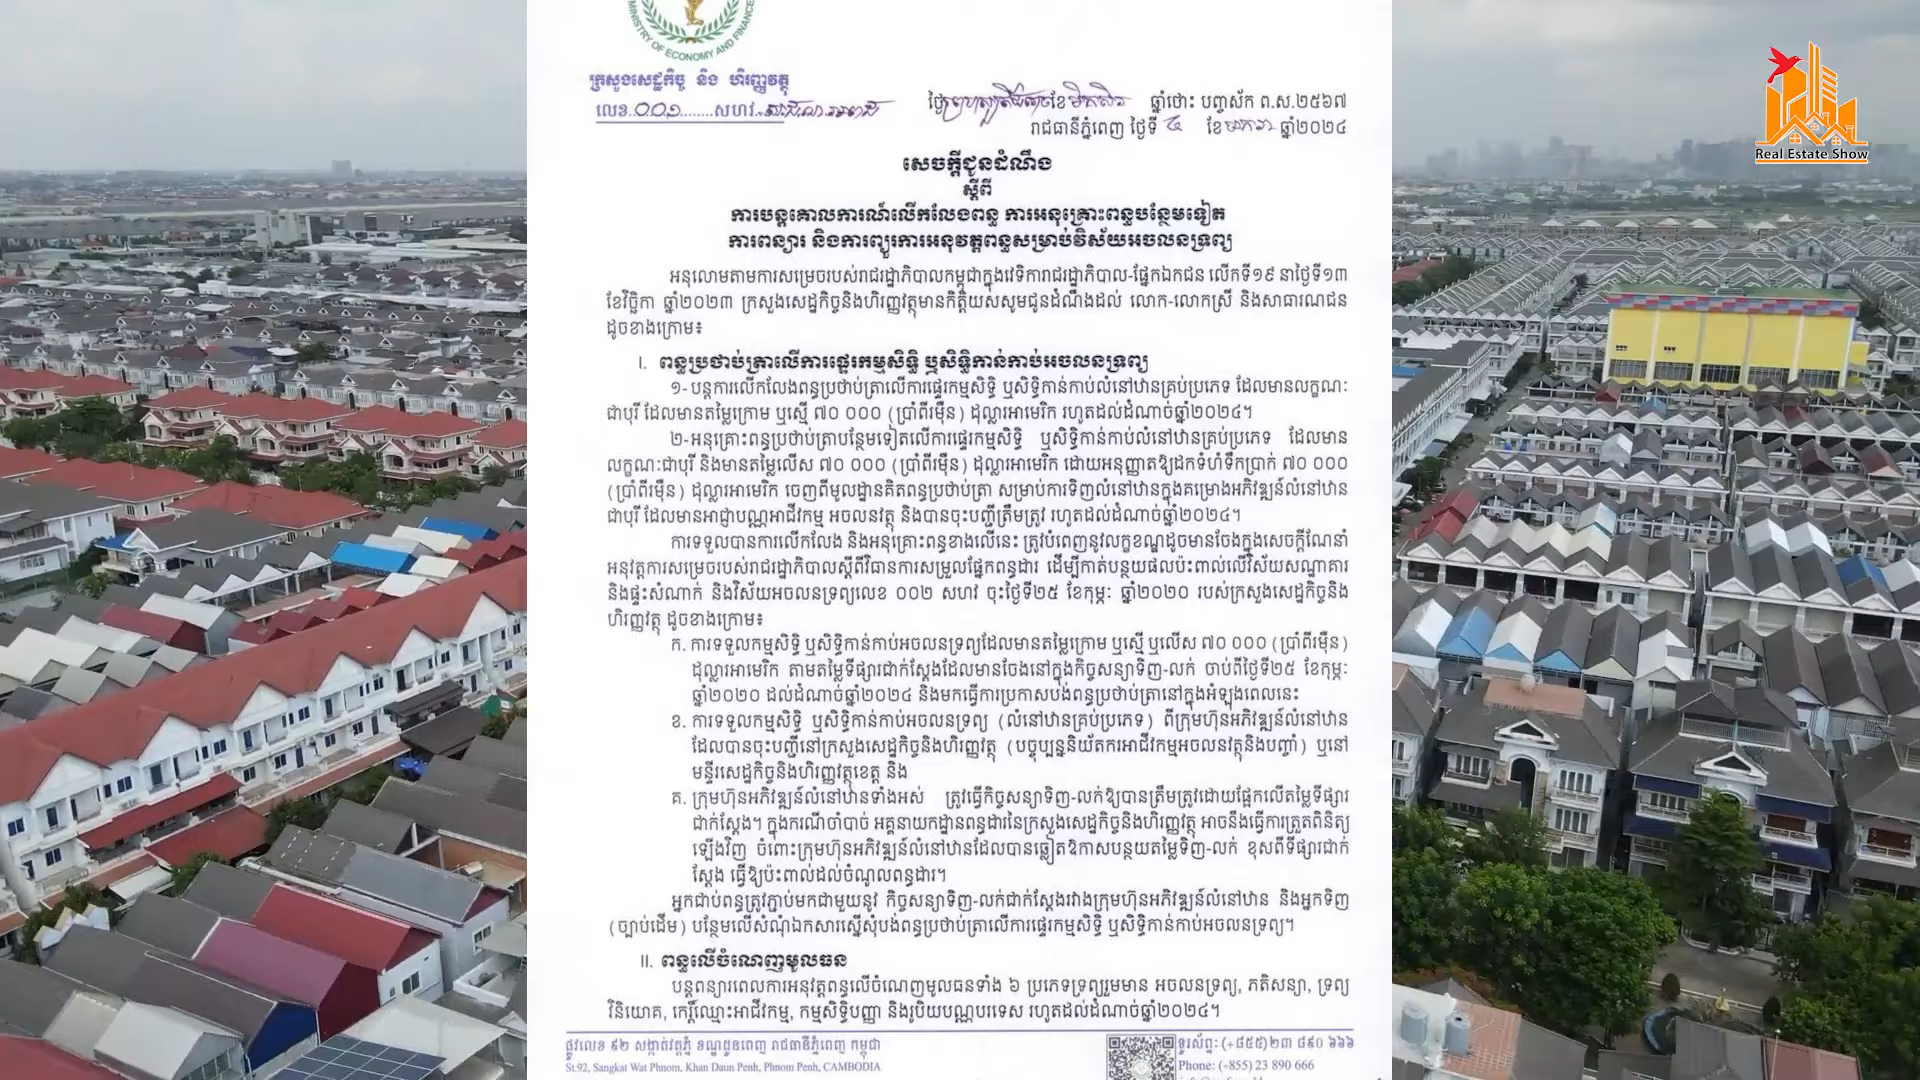 MINISTRY OF ECONOMY AND FINANCE
Real Estate Show
ក្រសួងសេដ្ឋកិច្ច និង ហិរញ្ញវត្ថុ
លេខ..០០១........សហវ.
ខែ ឆ្នាំថោះ បញ្ចស័ក ព.ស.២៥៦៧
រាជធានីភ្នំពេញ ថ្ងៃទី ៤ ខែ មករា ឆ្នាំ២០២៤
សេចក្តីជូនដំណឹង
ស្តីពី
ការបន្តគោលការណ៍លើកលែងពន្ធ ការអនុគ្រោះពន្ធបន្ថែមទៀត
ការពន្យារ និងការព្យួរការអនុវត្តពន្ធសម្រាប់វិស័យអចលនទ្រព្យ
អនុលោមតាមការសម្រេចរបស់រាជរដ្ឋាភិបាលកម្ពុជាក្នុងវេទិការាជរដ្ឋាភិបាល-ផ្នែកឯកជន លើកទី១៩ នាថ្ងៃទី១៣
ខែវិច្ឆិកា ឆ្នាំ២០២៣ ក្រសួងសេដ្ឋកិច្ចនិងហិរញ្ញវត្ថុមានកិត្តិយសសូមជូនដំណឹងដល់ លោក-លោកស្រី និងសាធារណជន
ដូចខាងក្រោម៖
I. ពន្ធប្រថាប់ត្រាលើការផ្ទេរកម្មសិទ្ធិ ឬសិទ្ធិកាន់កាប់អចលនទ្រព្យ
១- បន្តការលើកលែងពន្ធប្រថាប់ត្រាលើការផ្ទេរកម្មសិទ្ធិ ឬសិទ្ធិកាន់កាប់លំនៅឋានគ្រប់ប្រភេទ ដែលមានលក្ខណៈ
ជាបុរី ដែលមានតម្លៃក្រោម ឬស្មើ ៧០ ០០០ (ប្រាំពីរម៉ឺន) ដុល្លារអាមេរិក រហូតដល់ដំណាច់ឆ្នាំ២០២៤។
២- អនុគ្រោះពន្ធប្រថាប់ត្រាបន្ថែមទៀតលើការផ្ទេរកម្មសិទ្ធិ ឬសិទ្ធិកាន់កាប់លំនៅឋានគ្រប់ប្រភេទ ដែលមាន
លក្ខណៈជាបុរី និងមានតម្លៃលើស ៧០ ០០០ (ប្រាំពីរម៉ឺន) ដុល្លារអាមេរិក ដោយអនុញ្ញាតឱ្យដកទំហំទឹកប្រាក់ ៧០ ០០០
(ប្រាំពីរម៉ឺន) ដុល្លារអាមេរិក ចេញពីមូលដ្ឋានគិតពន្ធប្រថាប់ត្រា សម្រាប់ការទិញលំនៅឋានក្នុងគម្រោងអភិវឌ្ឍន៍លំនៅឋាន
ជាបុរី ដែលមានអាជ្ញាបណ្ណអាជីវកម្ម អចលនវត្ថុ និងបានចុះបញ្ជីត្រឹមត្រូវ រហូតដល់ដំណាច់ឆ្នាំ២០២៤។
ការទទួលបានការលើកលែង និងអនុគ្រោះពន្ធខាងលើនេះ ត្រូវបំពេញនូវលក្ខខណ្ឌដូចមានចែងក្នុងសេចក្តីណែនាំ
អនុវត្តការសម្រេចរបស់រាជរដ្ឋាភិបាលស្តីពីវិធានការសម្រួលផ្នែកពន្ធដារ ដើម្បីកាត់បន្ថយផលប៉ះពាល់លើវិស័យសណ្ឋាគារ
និងផ្ទះសំណាក់ និងវិស័យអចលនទ្រព្យលេខ ០០២ សហវ ចុះថ្ងៃទី២៥ ខែកុម្ភៈ ឆ្នាំ២០២០ របស់ក្រសួងសេដ្ឋកិច្ចនិង
ហិរញ្ញវត្ថុ ដូចខាងក្រោម៖
ក. ការទទួលកម្មសិទ្ធិ ឬសិទ្ធិកាន់កាប់អចលនទ្រព្យដែលមានតម្លៃក្រោម ឬស្មើ ឬលើស ៧០ ០០០ (ប្រាំពីរម៉ឺន)
ដុល្លារអាមេរិក តាមតម្លៃទីផ្សារជាក់ស្តែងដែលមានចែងនៅក្នុងកិច្ចសន្យាទិញ-លក់ ចាប់ពីថ្ងៃទី២៥ ខែកុម្ភៈ
ឆ្នាំ២០២០ ដល់ដំណាច់ឆ្នាំ២០២៤ និងមកធ្វើការប្រកាសបង់ពន្ធប្រថាប់ត្រានៅក្នុងអំឡុងពេលនេះ
ខ. ការទទួលកម្មសិទ្ធិ ឬសិទ្ធិកាន់កាប់អចលនទ្រព្យ (លំនៅឋានគ្រប់ប្រភេទ) ពីក្រុមហ៊ុនអភិវឌ្ឍន៍លំនៅឋាន
ដែលបានចុះបញ្ជីនៅក្រសួងសេដ្ឋកិច្ចនិងហិរញ្ញវត្ថុ (បច្ចុប្បន្ននិយ័តករអាជីវកម្មអចលនវត្ថុនិងបញ្ចាំ) ឬនៅ
មន្ទីរសេដ្ឋកិច្ចនិងហិរញ្ញវត្ថុខេត្ត និង
គ. ក្រុមហ៊ុនអភិវឌ្ឍន៍លំនៅឋានទាំងអស់ ត្រូវធ្វើកិច្ចសន្យាទិញ-លក់ឱ្យបានត្រឹមត្រូវដោយផ្អែកលើតម្លៃទីផ្សារ
ជាក់ស្តែង។ ក្នុងករណីចាំបាច់ អគ្គនាយកដ្ឋានពន្ធដារនៃក្រសួងសេដ្ឋកិច្ចនិងហិរញ្ញវត្ថុ អាចនឹងធ្វើការត្រួតពិនិត្យ
ឡើងវិញ ចំពោះក្រុមហ៊ុនអភិវឌ្ឍន៍លំនៅឋានដែលបានឆ្លៀតឱកាសបន្ថយតម្លៃទិញ-លក់ ខុសពីទីផ្សារជាក់
ស្តែង ធ្វើឱ្យប៉ះពាល់ដល់ចំណូលពន្ធដារ។
អ្នកជាប់ពន្ធត្រូវភ្ជាប់មកជាមួយនូវ កិច្ចសន្យាទិញ-លក់ជាក់ស្តែងរវាងក្រុមហ៊ុនអភិវឌ្ឍន៍លំនៅឋាន និងអ្នកទិញ
(ច្បាប់ដើម) បន្ថែមលើសំណុំឯកសារស្នើសុំបង់ពន្ធប្រថាប់ត្រាលើការផ្ទេរកម្មសិទ្ធិ ឬសិទ្ធិកាន់កាប់អចលនទ្រព្យ។
II. ពន្ធលើចំណេញមូលធន
បន្តពន្យារពេលការអនុវត្តពន្ធលើចំណេញមូលធនទាំង ៦ ប្រភេទទ្រព្យរួមមាន អចលនទ្រព្យ, ភតិសន្យា, ទ្រព្យ
វិនិយោគ, កេរ្តិ៍ឈ្មោះអាជីវកម្ម, កម្មសិទ្ធិបញ្ញា និងរូបិយបណ្ណបរទេស រហូតដល់ដំណាច់ឆ្នាំ២០២៤។
ផ្លូវលេខ ៩២ សង្កាត់វត្តភ្នំ ខណ្ឌដូនពេញ រាជធានីភ្នំពេញ កម្ពុជា
St.92, Sangkat Wat Phnom, Khan Daun Penh, Phnom Penh, CAMBODIA
ទូរស័ព្ទ: (+៨៥៥)២៣ ៨៩០ ៦៦៦
Phone: (+855) 23 890 666